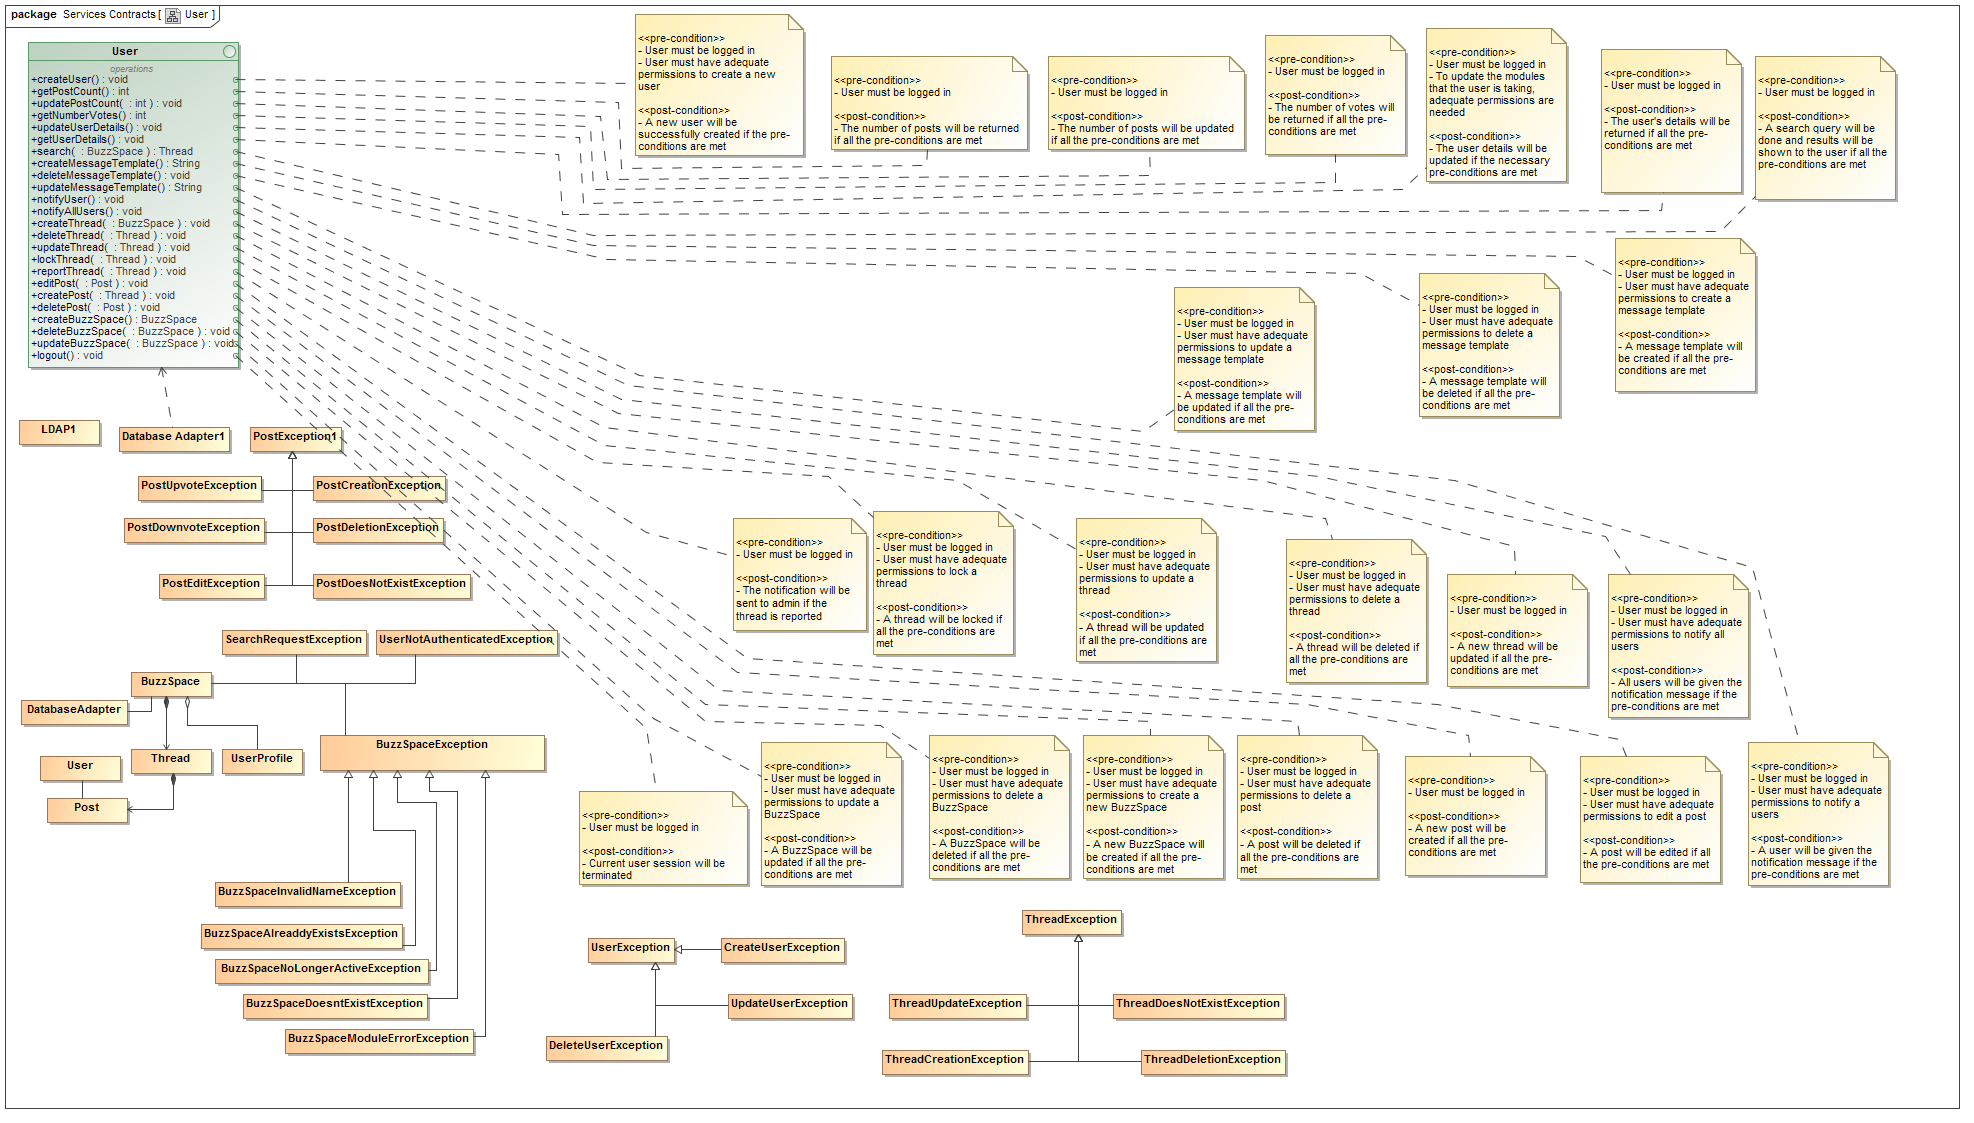 package Services Contracts [ User ]
User
operations
+createUser() : void
+getPostCount() : int
+updatePostCount( : int ) : void
+getNumberVotes() : int
+updateUserDetails() : void
+getUserDetails() : void
+search( : BuzzSpace ) : Thread
+createMessageTemplate() : String
+deleteMessageTemplate() : void
+updateMessageTemplate() : String
+notifyUser() : void
+notifyAllUsers() : void
+createThread( : BuzzSpace ) : void
+deleteThread( : Thread ) : void
+updateThread( : Thread ) : void
+lockThread( : Thread ) : void
+reportThread( : Thread ) : void
+editPost( : Post ) : void
+createPost( : Thread ) : void
+deletePost( : Post ) : void
+createBuzzSpace() : BuzzSpace
+deleteBuzzSpace( : BuzzSpace ) : void
+updateBuzzSpace( : BuzzSpace ) : void
+logout() : void
<<pre-condition>>
- User must be logged in
- User must have adequate
permissions to create a new
user
<<post-condition>>
- A new user will be
successfully created if the pre-
conditions are met
<<pre-condition>>
- User must be logged in
<<post-condition>>
- The number of posts will be returned
if all the pre-conditions are met
<<pre-condition>>
- User must be logged in
<<post-condition>>
- The number of posts will be updated
if all the pre-conditions are met
<<pre-condition>>
- User must be logged in
<<post-condition>>
- The number of votes will
be returned if all the pre-
conditions are met
<<pre-condition>>
- User must be logged in
- To update the modules
that the user is taking,
adequate permissions are
needed
<<post-condition>>
- The user details will be
updated if the necessary
pre-conditions are met
<<pre-condition>>
- User must be logged in
<<post-condition>>
- The user's details will be
returned if all the pre-
conditions are met
<<pre-condition>>
- User must be logged in
<<post-condition>>
- A search query will be
done and results will be
shown to the user if all the
pre-conditions are met
<<pre-condition>>
- User must be logged in
- User must have adequate
permissions to update a
message template
<<post-condition>>
- A message template will
be updated if all the pre-
conditions are met
<<pre-condition>>
- User must be logged in
- User must have adequate
permissions to delete a
message template
<<post-condition>>
- A message template will
be deleted if all the pre-
conditions are met
<<pre-condition>>
- User must be logged in
- User must have adequate
permissions to create a
message template
<<post-condition>>
- A message template will
be created if all the pre-
conditions are met
LDAP1
Database Adapter1
PostException1
PostUpvoteException
PostCreationException
PostDownvoteException
PostDeletionException
PostEditException
PostDoesNotExistException
<<pre-condition>>
- User must be logged in
<<post-condition>>
- The notification will be
sent to admin if the
thread is reported
<<pre-condition>>
- User must be logged in
- User must have adequate
permissions to lock a
thread
<<post-condition>>
- A thread will be locked if
all the pre-conditions are
met
<<pre-condition>>
- User must be logged in
- User must have adequate
permissions to update a
thread
<<post-condition>>
- A thread will be updated
if all the pre-conditions are
met
<<pre-condition>>
- User must be logged in
- User must have adequate
permissions to delete a
thread
<<post-condition>>
- A thread will be deleted if
all the pre-conditions are
met
<<pre-condition>>
- User must be logged in
<<post-condition>>
- A new thread will be
updated if all the pre-
conditions are met
<<pre-condition>>
- User must be logged in
- User must have adequate
permissions to notify all
users
<<post-condition>>
- All users will be given the
notification message if the
pre-conditions are met
SearchRequestException
UserNotAuthenticatedException
BuzzSpace
DatabaseAdapter
Thread
UserProfile
User
Post
BuzzSpaceException
<<pre-condition>>
- User must be logged in
<<post-condition>>
- Current user session will be
terminated
<<pre-condition>>
- User must be logged in
- User must have adequate
permissions to update a
BuzzSpace
<<post-condition>>
- A BuzzSpace will be
updated if all the pre-
conditions are met
<<pre-condition>>
- User must be logged in
- User must have adequate
permissions to delete a
BuzzSpace
<<post-condition>>
- A BuzzSpace will be
deleted if all the pre-
conditions are met
<<pre-condition>>
- User must be logged in
- User must have adequate
permissions to create a
new BuzzSpace
<<post-condition>>
- A new BuzzSpace will
be created if all the pre-
conditions are met
<<pre-condition>>
- User must be logged in
- User must have adequate
permissions to delete a
post
<<post-condition>>
- A post will be deleted if
all the pre-conditions are
met
<<pre-condition>>
- User must be logged in
<<post-condition>>
- A new post will be
created if all the pre-
conditions are met
<<pre-condition>>
- User must be logged in
- User must have adequate
permissions to edit a post
<<post-condition>>
- A post will be edited if all
the pre-conditions are met
<<pre-condition>>
- User must be logged in
- User must have adequate
permissions to notify a
users
<<post-condition>>
- A user will be given the
notification message if the
pre-conditions are met
BuzzSpaceInvalidNameException
BuzzSpaceAlreaddyExistsException
BuzzSpaceNoLongerActiveException
BuzzSpaceDoesntExistException
BuzzSpaceModuleErrorException
UserException
CreateUserException
UpdateUserException
DeleteUserException
ThreadException
ThreadUpdateException
ThreadDoesNotExistException
ThreadCreationException
ThreadDeletionException